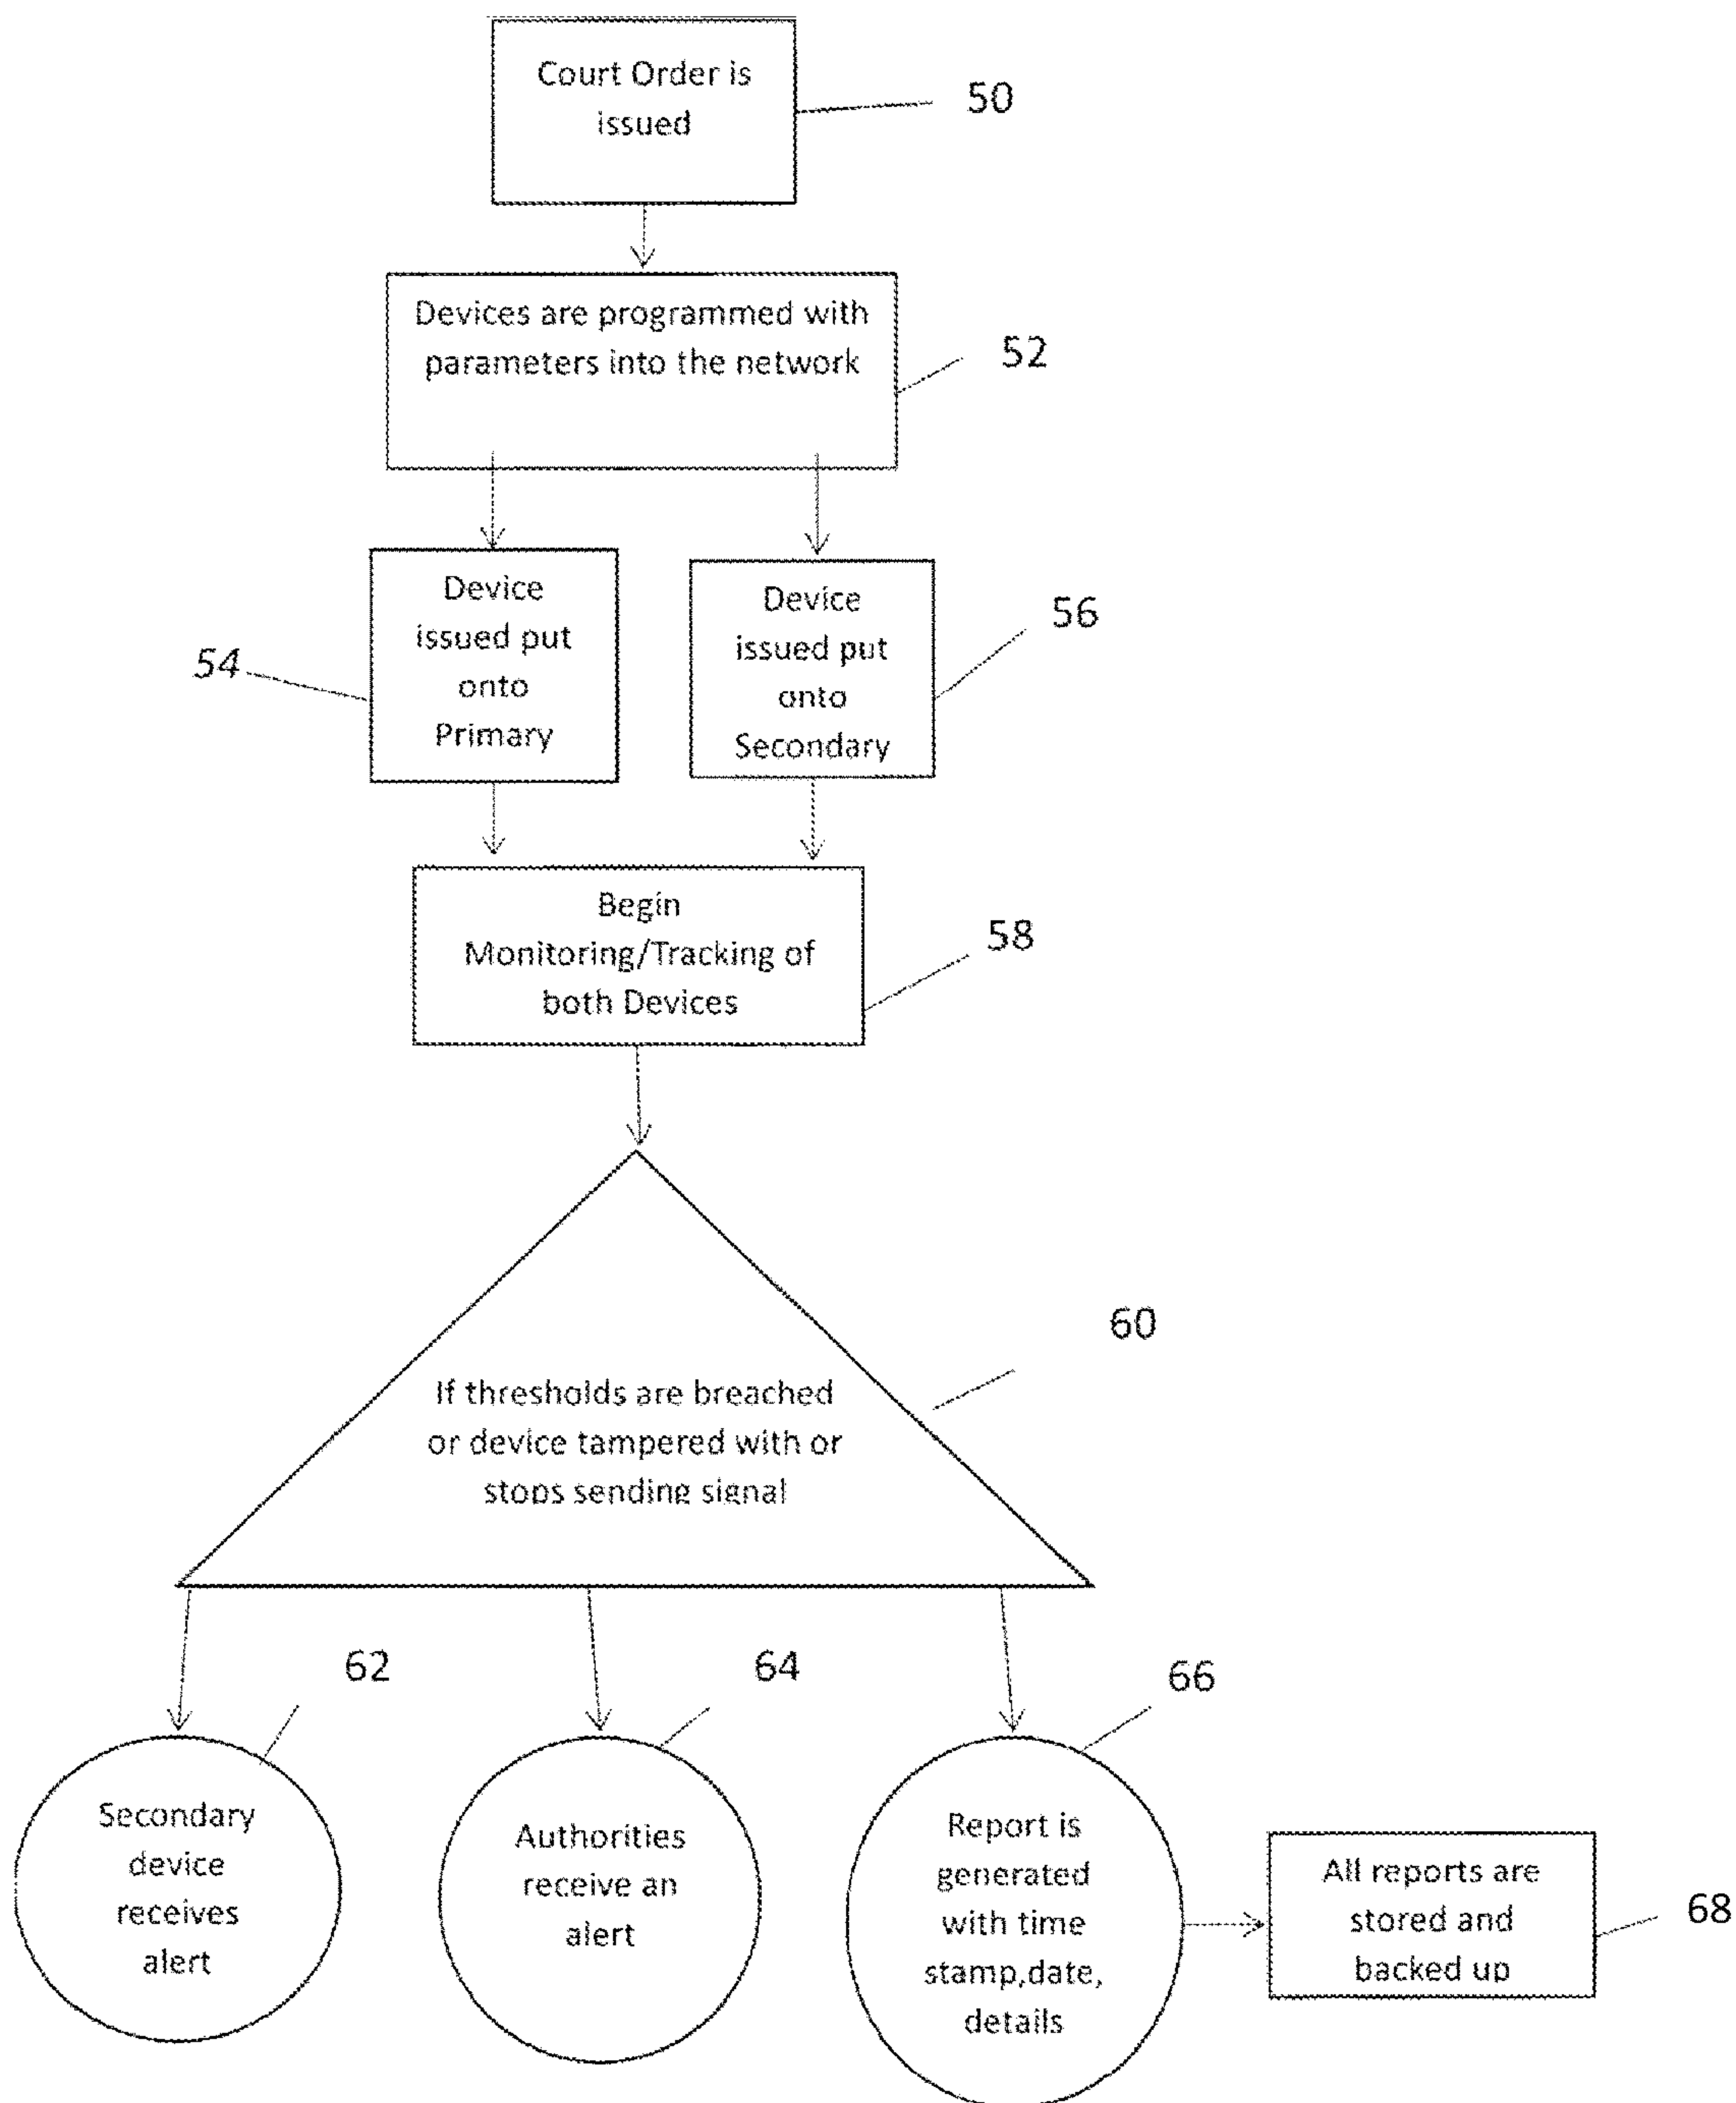 Court Order is
issued
50
Devices are programmed with
parameters into the network
52
Device
issued put
onto
Primary
54
Device
issued put
onto
Secondary
56
Begin
Monitoring/Tracking of
both Devices
58
60
If thresholds are breached
or device tampered with or
stops sending signal
62
64
66
Secondary
device
receives
alert
Authorities
receive an
alert
Report is
generated
with time
stamp,date,
details
All reports are
stored and
backed up
68